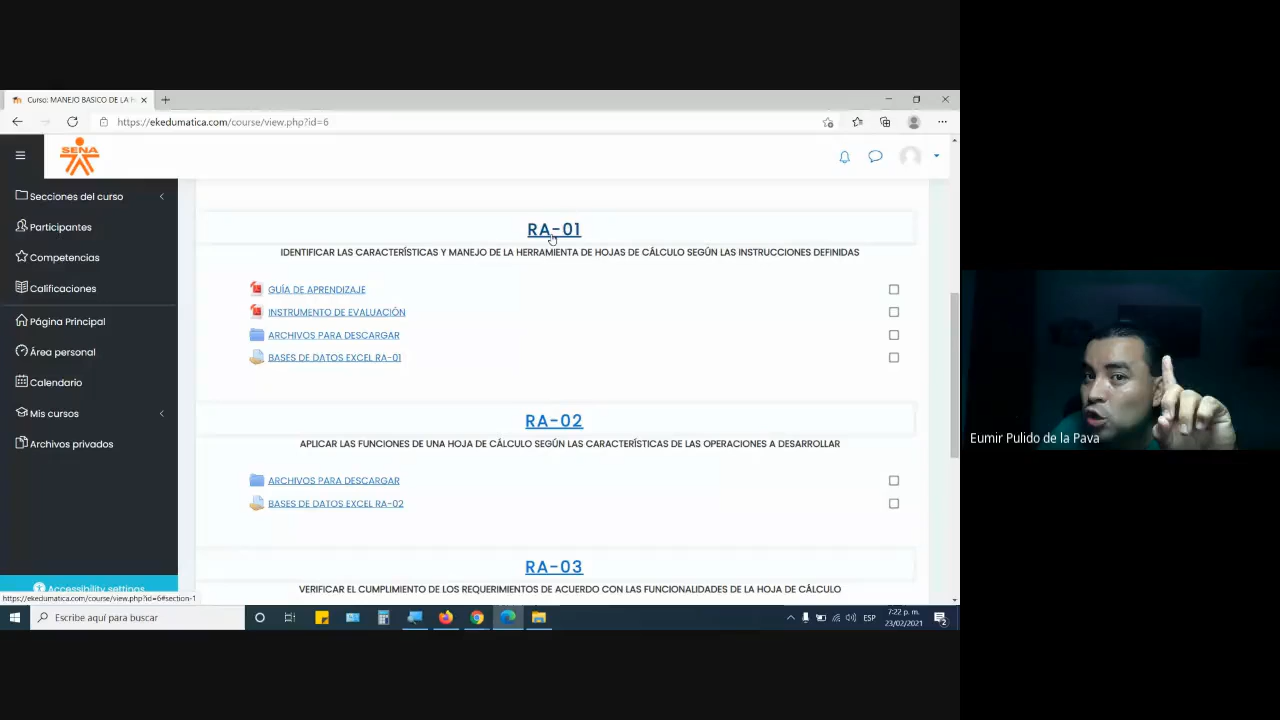 Curso: MANEJO BASICO DE LA H
https://ekedumatica.com/course/view.php?id=6
SENA
Secciones del curso
Participantes
Competencias
Calificaciones
Página Principal
Área personal
Calendario
Mis cursos
Archivos privados
Accessibility settings
https://ekedumatica.com/course/view.php?id=6#section-1
RA-01
IDENTIFICAR LAS CARACTERÍSTICAS Y MANEJO DE LA HERRAMIENTA DE HOJAS DE CÁLCULO SEGÚN LAS INSTRUCCIONES DEFINIDAS
GUÍA DE APRENDIZAJE
INSTRUMENTO DE EVALUACIÓN
ARCHIVOS PARA DESCARGAR
BASES DE DATOS EXCEL RA-01
RA-02
APLICAR LAS FUNCIONES DE UNA HOJA DE CÁLCULO SEGÚN LAS CARACTERÍSTICAS DE LAS OPERACIONES A DESARROLLAR
ARCHIVOS PARA DESCARGAR
BASES DE DATOS EXCEL RA-02
RA-03
VERIFICAR EL CUMPLIMIENTO DE LOS REQUERIMIENTOS DE ACUERDO CON LAS FUNCIONALIDADES DE LA HOJA DE CÁLCULO
Escribe aquí para buscar
ESP
7:22 p. m.
23/02/2021
2
Eumir Pulido de la Pava